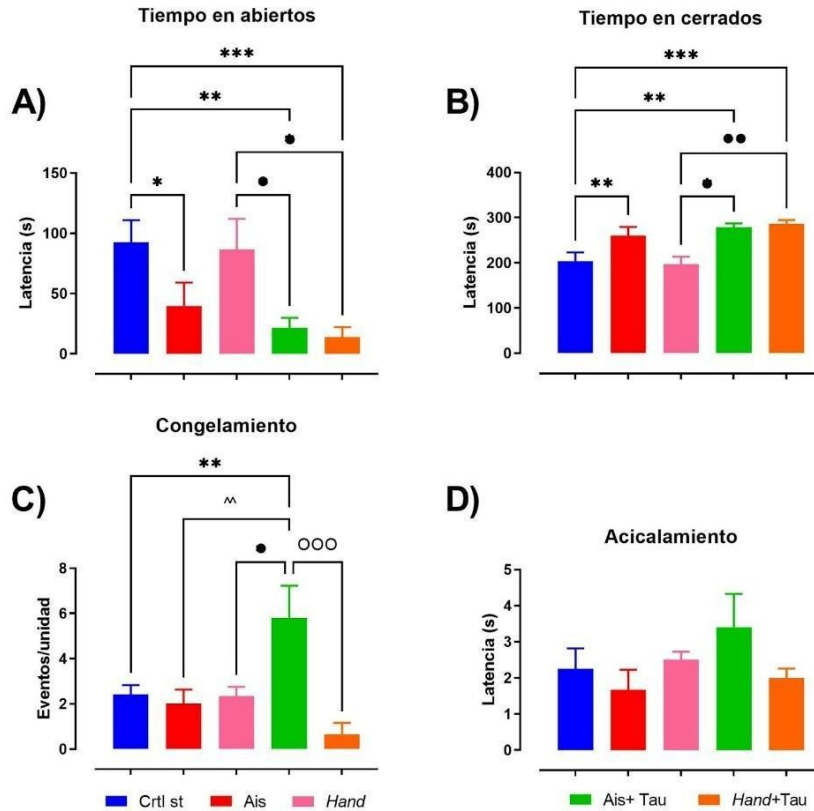 Tiempo en abiertos
A)
***
**
*
●
●
150
100
50
0
Latencia (s)
Tiempo en cerrados
B)
***
**
**
●●
●
400
300
200
100
0
Latencia (s)
Congelamiento
C)
**
^^
●
○○○
8
6
4
2
0
Eventos/unidad
Acicalamiento
D)
5
4
3
2
1
0
Latencia (s)
Crtl st Ais Hand Ais+ Tau Hand+Tau